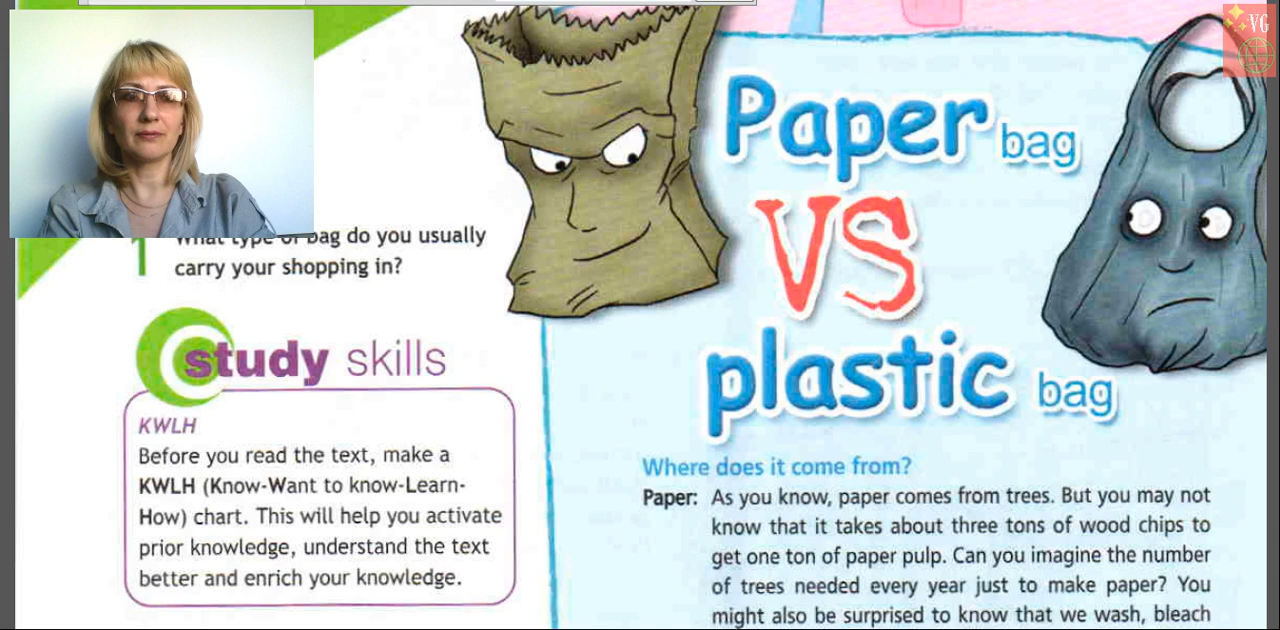 VG
Paper bag
VS
plastic bag
1 What type of bag do you usually
carry your shopping in?
study skills
KWLH
Before you read the text, make a
KWLH (Know-Want to know-Learn-
How) chart. This will help you activate
prior knowledge, understand the text
better and enrich your knowledge.
Where does it come from?
Paper: As you know, paper comes from trees. But you may not
know that it takes about three tons of wood chips to
get one ton of paper pulp. Can you imagine the number
of trees needed every year just to make paper? You
might also be surprised to know that we wash, bleach